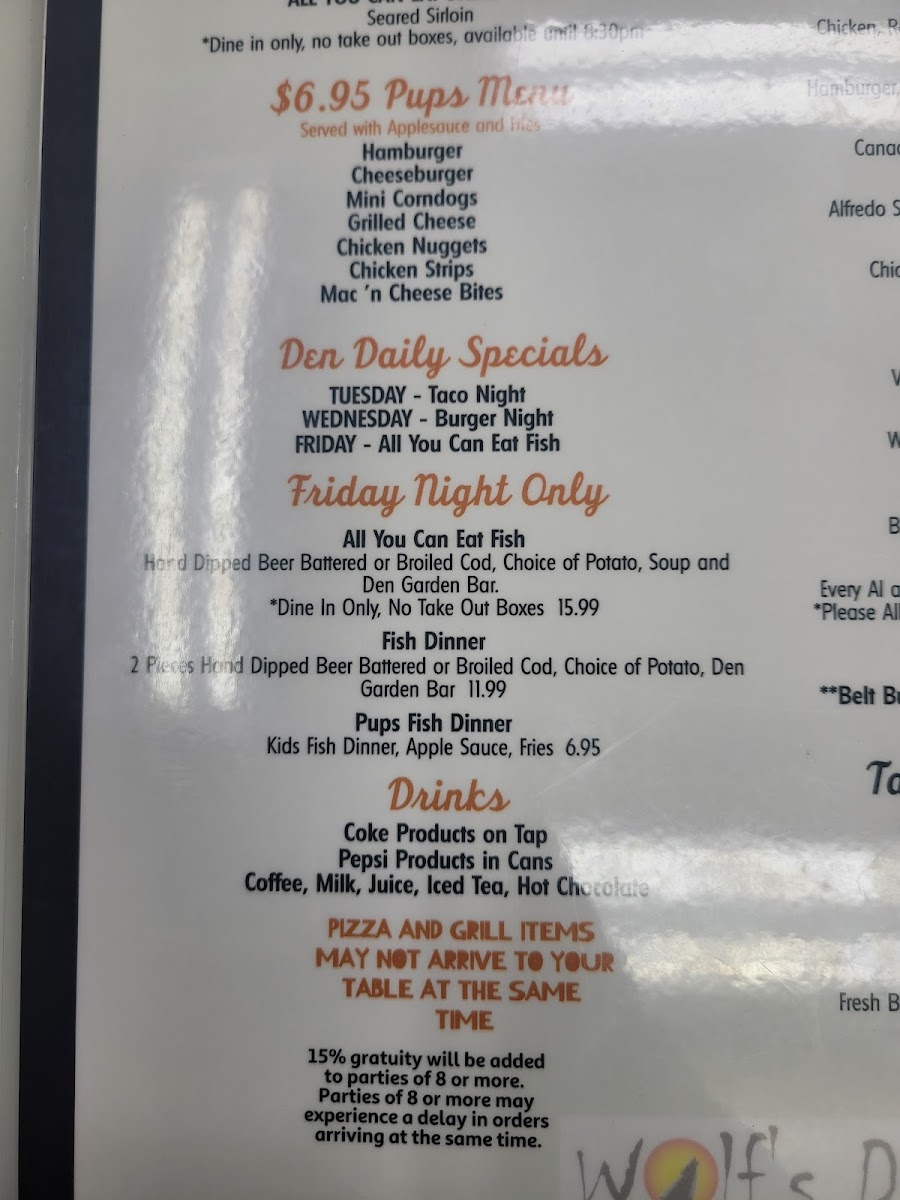 Seared Sirloin
*Dine in only, no take out boxes, available until 8:30pm
$6.95 Pups Menu
Served with Applesauce and Fries
Hamburger
Cheeseburger
Mini Corndogs
Grilled Cheese
Chicken Nuggets
Chicken Strips
Mac 'n Cheese Bites
Den Daily Specials
TUESDAY - Taco Night
WEDNESDAY - Burger Night
FRIDAY - All You Can Eat Fish
Friday Night Only
All You Can Eat Fish
Hand Dipped Beer Battered or Broiled Cod, Choice of Potato, Soup and
Den Garden Bar.
*Dine In Only, No Take Out Boxes 15.99
Fish Dinner
2 Pieces Hand Dipped Beer Battered or Broiled Cod, Choice of Potato, Den
Garden Bar 11.99
Pups Fish Dinner
Kids Fish Dinner, Apple Sauce, Fries 6.95
Drinks
Coke Products on Tap
Pepsi Products in Cans
Coffee, Milk, Juice, Iced Tea, Hot Chocolate
PIZZA AND GRILL ITEMS
MAY NOT ARRIVE TO YOUR
TABLE AT THE SAME
TIME
15% gratuity will be added
to parties of 8 or more.
Parties of 8 or more may
experience a delay in orders
arriving at the same time.
Chicken,
Hamburger,
Alfredo
Every
*Please
**Belt
Fresh
Wolf's